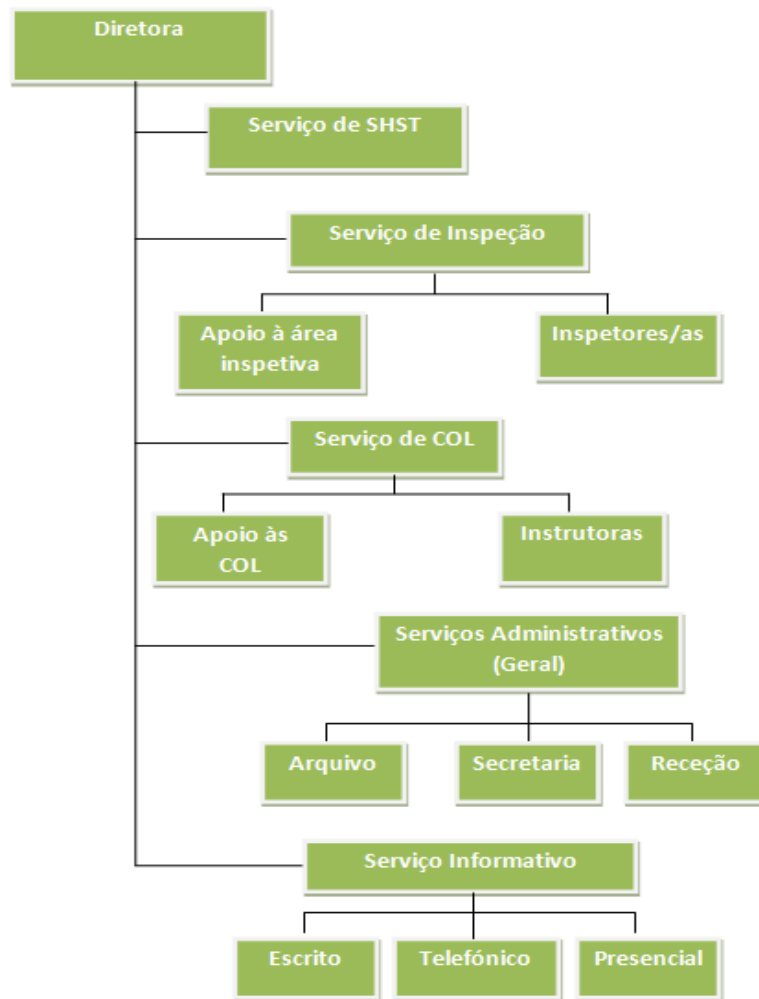 Diretora
Serviço de SHST
Serviço de Inspeção
Apoio à área
inspetiva
Inspetores/as
Serviço de COL
Apoio às
COL
Instrutoras
Serviços Administrativos
(Geral)
Arquivo
Secretaria
Receção
Serviço Informativo
Escrito
Telefónico
Presencial